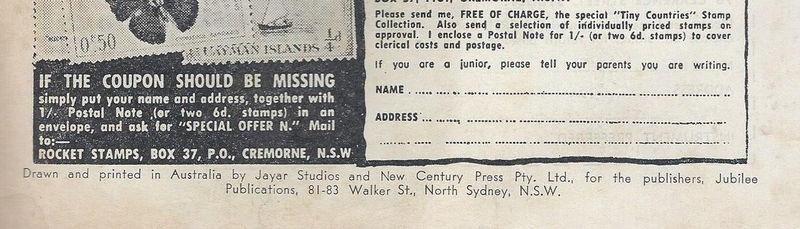 0'50
CAYMAN ISLANDS 1/4d
IF THE COUPON SHOULD BE MISSING
simply put your name and address, together with
1/- Postal Note (or two 6d. stamps) in an
envelope, and ask for "SPECIAL OFFER N." Mail
to:—
ROCKET STAMPS, BOX 37, P.O., CREMORNE, N.S.W.
Please send me, FREE OF CHARGE, the special "Tiny Countries" Stamp
Collection. Also send a selection of individually priced stamps on
approval. I enclose a Postal Note for 1/- (or two 6d. stamps) to cover
clerical costs and postage.
If you are a junior, please tell your parents you are writing.
NAME
ADDRESS
Drawn and printed in Australia by Jayar Studios and New Century Press Pty. Ltd., for the publishers, Jubilee
Publications, 81-83 Walker St., North Sydney, N.S.W.